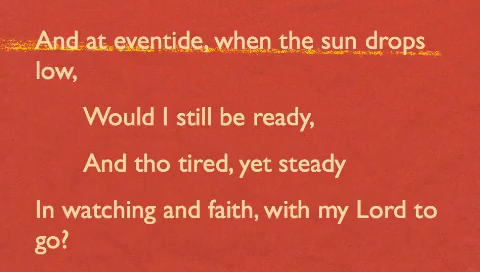 And at eventide, when the sun drops
low,
Would I still be ready,
And tho tired, yet steady
In watching and faith, with my Lord to
go?